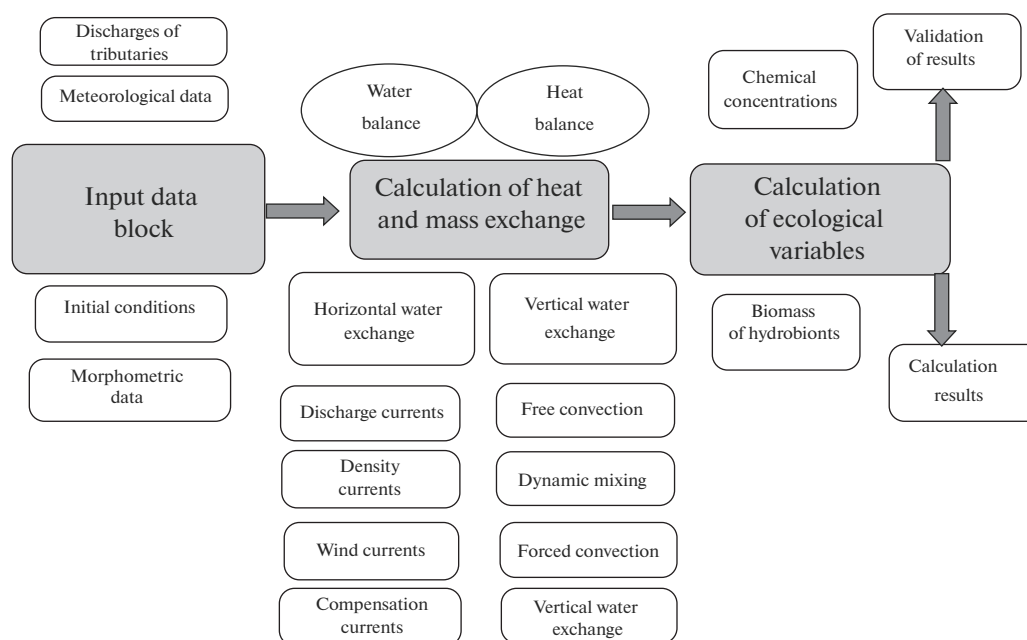 Discharges of
tributaries
Meteorological data
Input data
block
Initial conditions
Morphometric
data
Water
balance
Heat
balance
Calculation of heat
and mass exchange
Horizontal water
exchange
Vertical water
exchange
Discharge currents
Free convection
Density
currents
Dynamic mixing
Wind currents
Forced convection
Compensation
currents
Vertical water
exchange
Chemical
concentrations
Validation
of results
Calculation
of ecological
variables
Biomass
of hydrobionts
Calculation
results